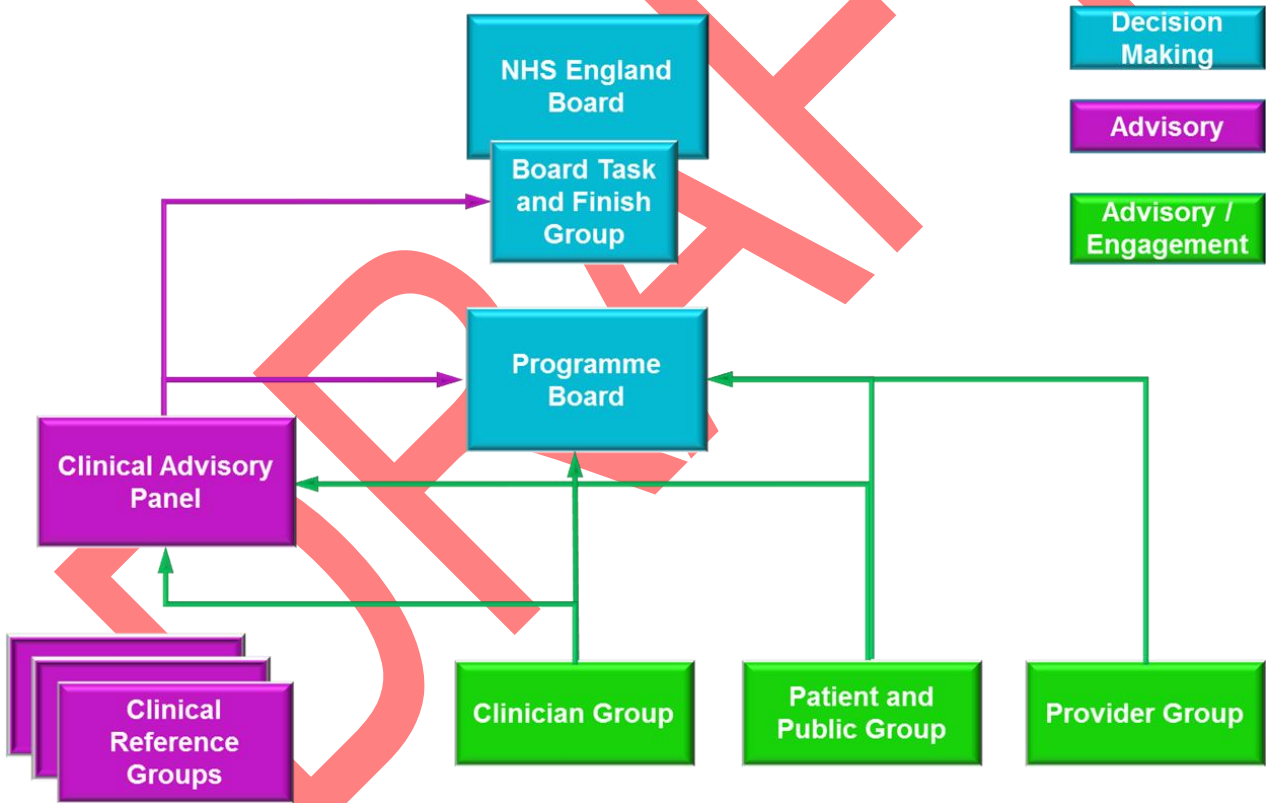 NHS England
Board
Board Task
and Finish
Group
Decision
Making
Advisory
Advisory /
Engagement
Programme
Board
Clinical Advisory
Panel
Clinical
Reference
Groups
Clinician Group
Patient and
Public Group
Provider Group
DRAFT